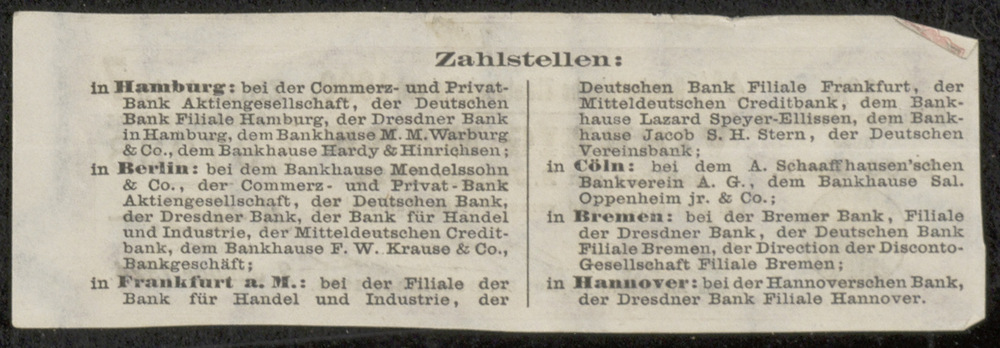 Zahlstellen:
in Hamburg: bei der Commerz- und Privat-
Bank Aktiengesellschaft, der Deutschen
Bank Filiale Hamburg, der Dresdner Bank
in Hamburg, dem Bankhause M. M. Warburg
& Co., dem Bankhause Hardy & Hinrichsen;
in Berlin: bei dem Bankhause Mendelssohn
& Co., der Commerz- und Privat-Bank
Aktiengesellschaft, der Deutschen Bank,
der Dresdner Bank, der Bank für Handel
und Industrie, der Mitteldeutschen Credit-
bank, dem Bankhause F. W. Krause & Co.,
Bankgeschäft;
in Frankfurt a. M.: bei der Filiale der
Bank für Handel und Industrie, der
Deutschen Bank Filiale Frankfurt, der
Mitteldeutschen Creditbank, dem Bank-
hause Lazard Speyer-Ellissen, dem Bank-
hause Jacob S. H. Stern, der Deutschen
Vereinsbank;
in Cöln: bei dem A. Schaaffhausen'schen
Bankverein A. G., dem Bankhause Sal.
Oppenheim jr. & Co.;
in Bremen: bei der Bremer Bank, Filiale
der Dresdner Bank, der Deutschen Bank
Filiale Bremen, der Direction der Disconto-
Gesellschaft Filiale Bremen;
in Hannover: bei der Hannoverschen Bank,
der Dresdner Bank Filiale Hannover.